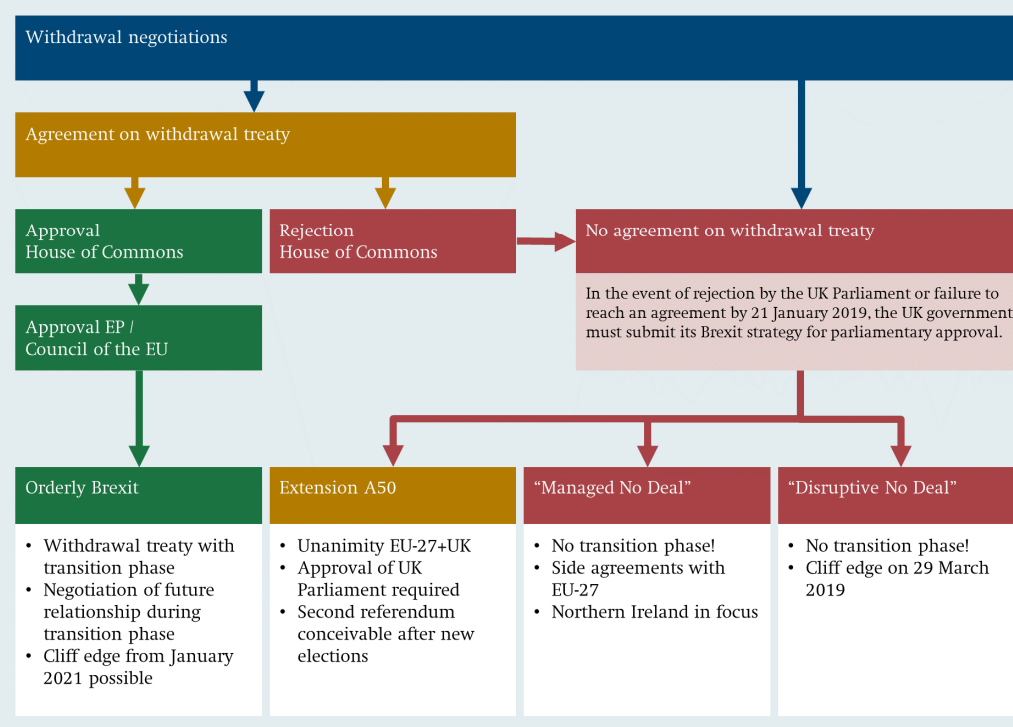 Withdrawal negotiations
Agreement on withdrawal treaty
Approval
House of Commons
Rejection
House of Commons
No agreement on withdrawal treaty
In the event of rejection by the UK Parliament or failure to
reach an agreement by 21 January 2019, the UK government
must submit its Brexit strategy for parliamentary approval.
Approval EP /
Council of the EU
Orderly Brexit
• Withdrawal treaty with
transition phase
• Negotiation of future
relationship during
transition phase
• Cliff edge from January
2021 possible
Extension A50
• Unanimity EU-27+UK
• Approval of UK
Parliament required
• Second referendum
conceivable after new
elections
“Managed No Deal”
• No transition phase!
• Side agreements with
EU-27
• Northern Ireland in focus
“Disruptive No Deal”
• No transition phase!
• Cliff edge on 29 March
2019